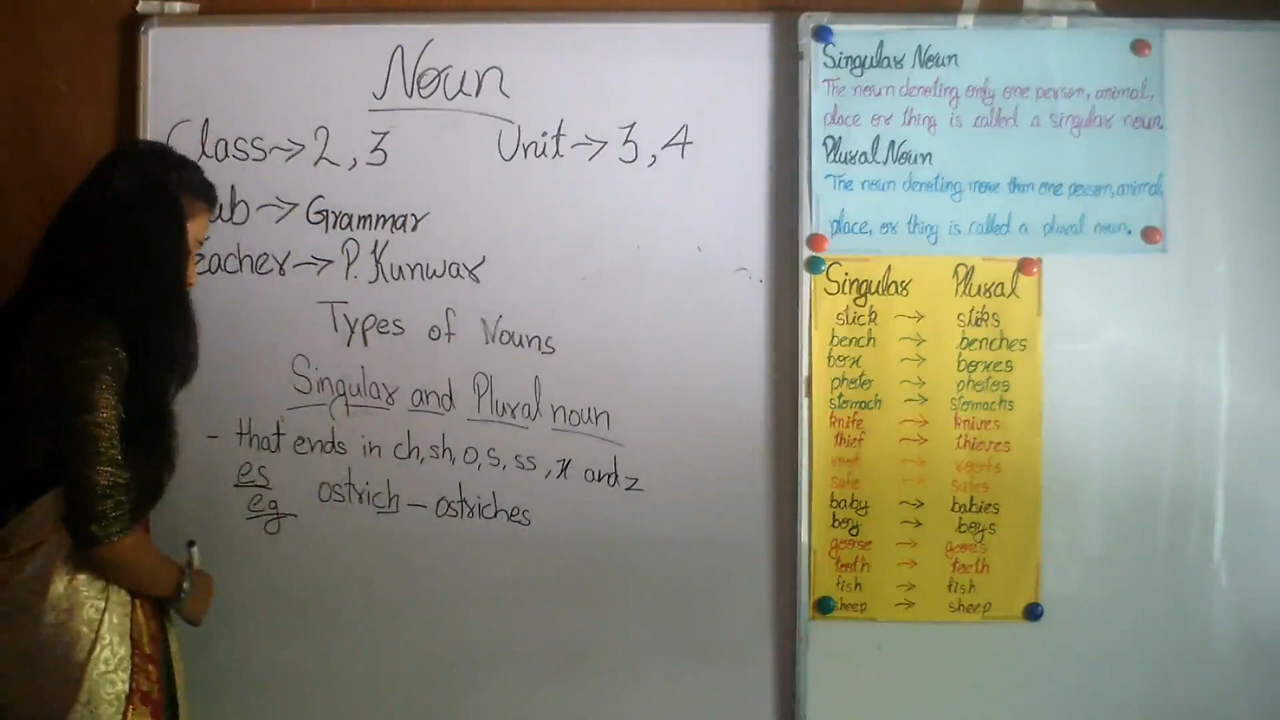 Noun
Class → 2, 3 Unit → 3, 4
ub → Grammar
eacher → P. Kunwar
Types of Nouns
Singular and Plural noun
- that ends in ch, sh, o, s, ss, x and z
es
eg ostrich - ostriches
Singular Noun
The noun denoting only one person, animal,
place or thing is called a singular noun.
Plural Noun
The noun denoting more than one person, animal,
place, or thing is called a plural noun.
Singular Plural
stick → stiks
bench → benches
box → boxes
photo → photos
stomach → stomachs
knife → knives
thief → thieves
→ roofs
safe → safes
baby → babies
boy → boys
goose → geese
tooth → teeth
fish → fish
sheep → sheep